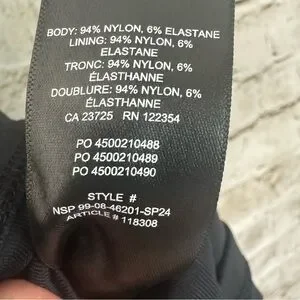 BODY: 94% NYLON, 6% ELASTANE
LINING: 94% NYLON, 6%
ELASTANE
TRONC: 94% NYLON, 6%
ÉLASTHANNE
DOUBLURE: 94% NYLON, 6%
ÉLASTHANNE
CA 23725 RN 122354
PO 4500210488
PO 4500210489
PO 4500210490
STYLE #
NSP 99-08-46201-SP24
ARTICLE # 118308